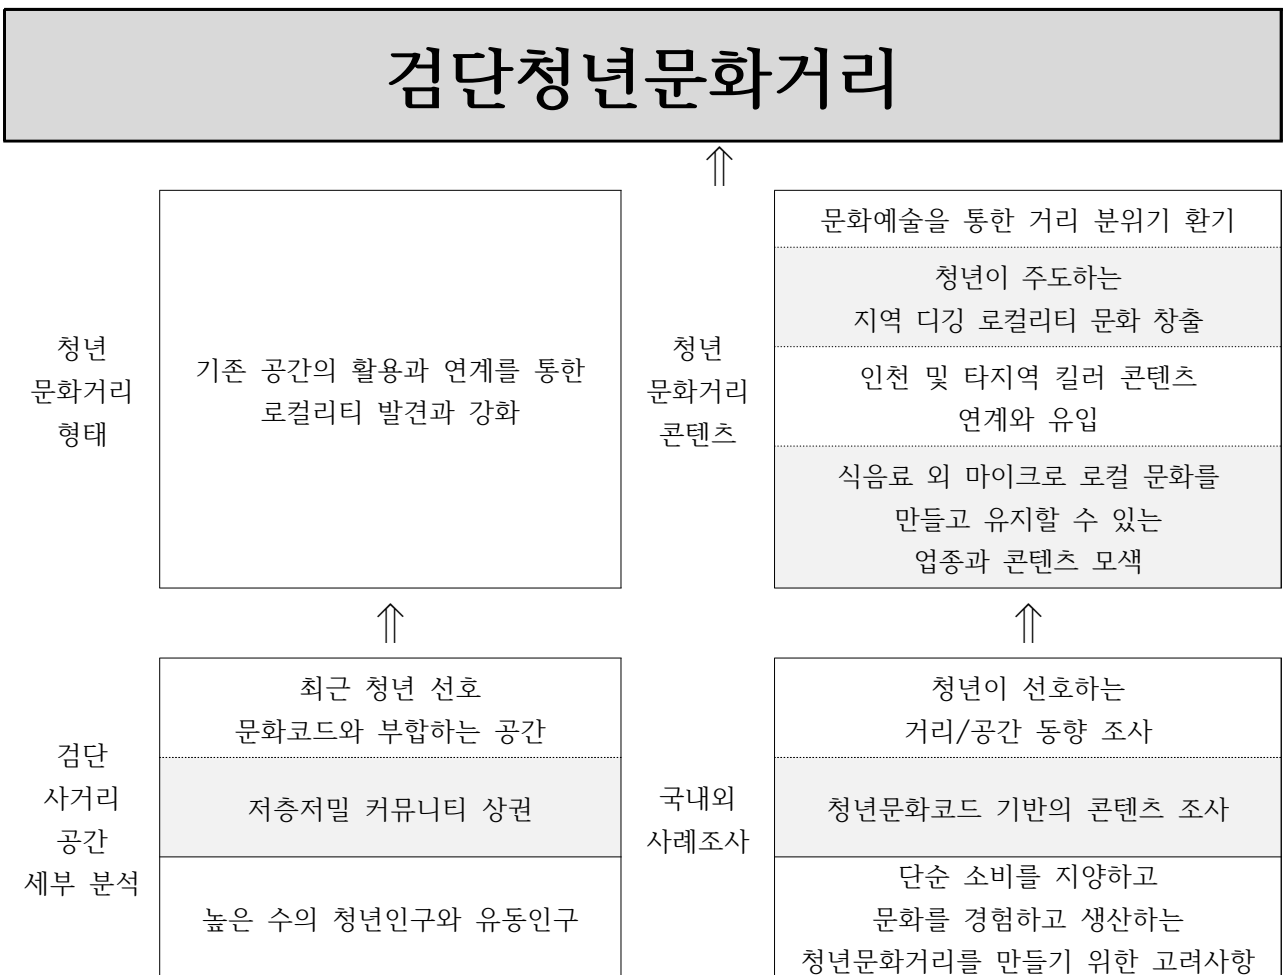 검단청년문화거리
⇑
청년
문화거리
형태
기존 공간의 활용과 연계를 통한
로컬리티 발견과 강화
청년
문화거리
콘텐츠
문화예술을 통한 거리 분위기 환기
청년이 주도하는
지역 디깅 로컬리티 문화 창출
인천 및 타지역 킬러 콘텐츠
연계와 유입
식음료 외 마이크로 로컬 문화를
만들고 유지할 수 있는
업종과 콘텐츠 모색
⇑
⇑
검단
사거리
공간
세부 분석
최근 청년 선호
문화코드와 부합하는 공간
저층저밀 커뮤니티 상권
높은 수의 청년인구와 유동인구
국내외
사례조사
청년이 선호하는
거리/공간 동향 조사
청년문화코드 기반의 콘텐츠 조사
단순 소비를 지양하고
문화를 경험하고 생산하는
청년문화거리를 만들기 위한 고려사항